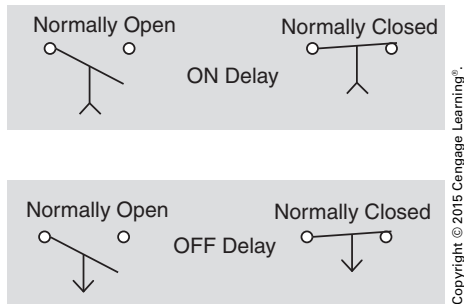 Normally Open
Normally Closed
ON Delay
Normally Open
Normally Closed
OFF Delay
Copyright © 2015 Cengage Learning®.